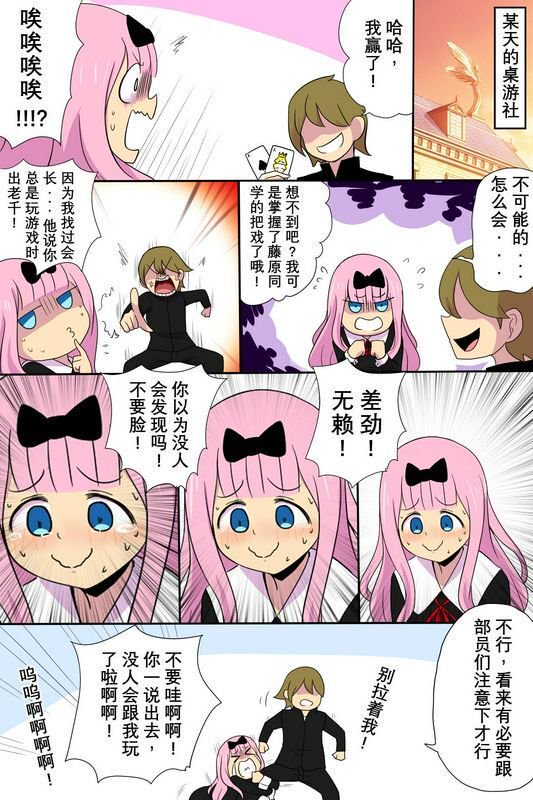 某天的桌游社
哈哈，
我赢了！
唉唉唉唉
!!!?
不可能的．
怎么会．．．
想不到吧？我可
是掌握了藤原同
学的把戏了哦！
因为我找过会
长．．．他说你
总是玩游戏时
出老千！
差劲！
无赖！
你以为没人
会发现吗！
不要脸！
不行，看来有必要跟
部员们注意下才行
别拉着我！
不要哇啊啊！
你一说出去，
没人会跟我玩
了啦啊啊！
呜呜啊啊啊啊！